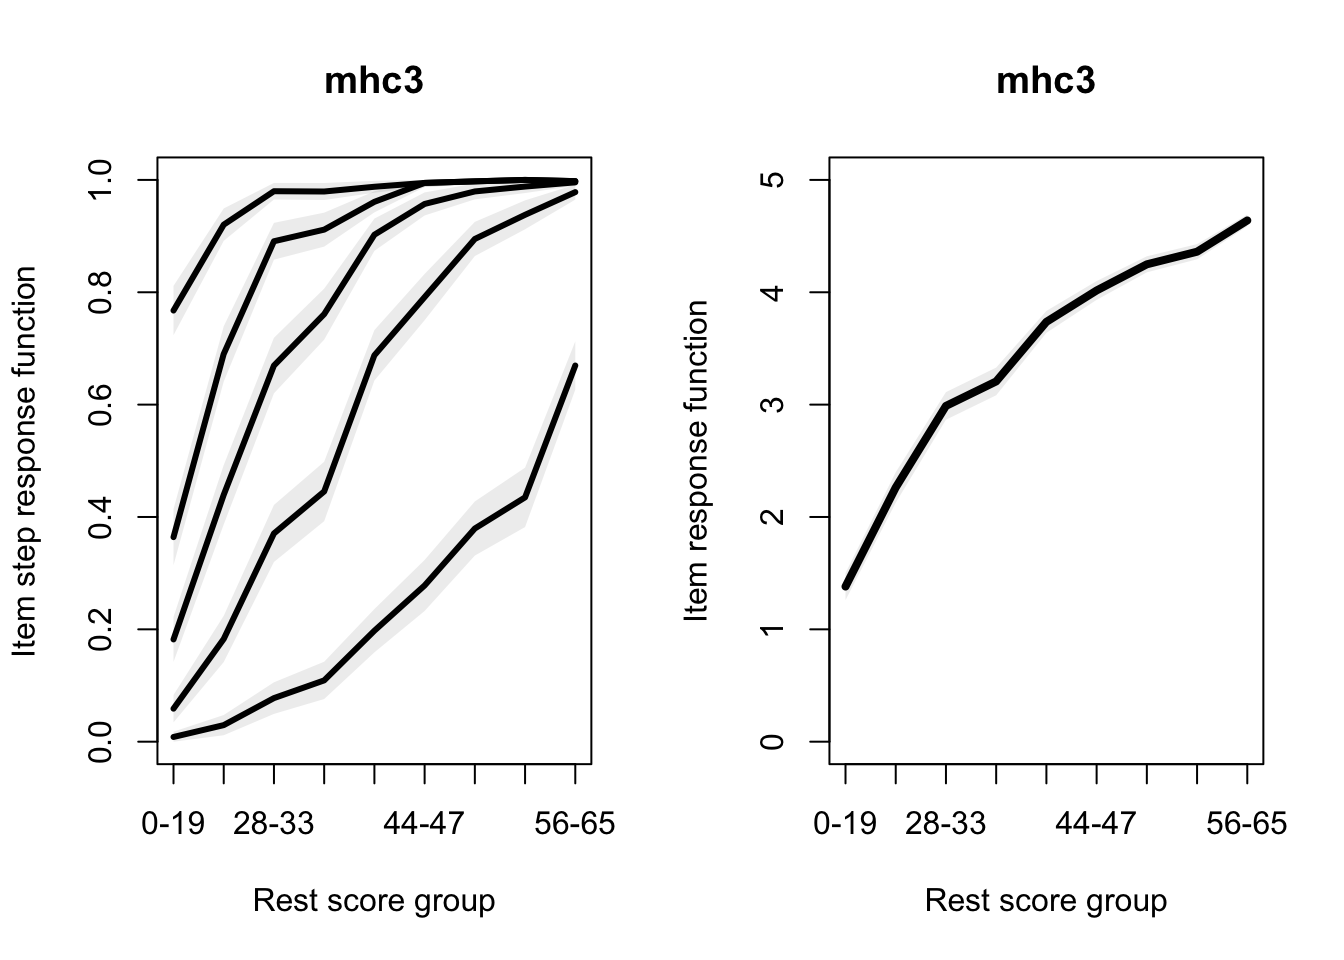 mhc3
Item step response function
1.0
0.8
0.6
0.4
0.2
0.0
0-19 28-33 44-47 56-65
Rest score group
mhc3
Item response function
5
4
3
2
1
0
0-19 28-33 44-47 56-65
Rest score group